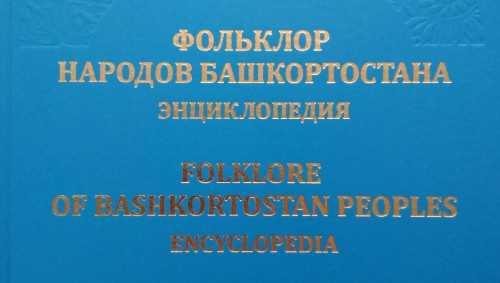 ФОЛЬКЛОР
НАРОДОВ БАШКОРТОСТАНА
ЭНЦИКЛОПЕДИЯ
FOLKLORE
OF BASHKORTOSTAN PEOPLES
ENCYCLOPEDIA